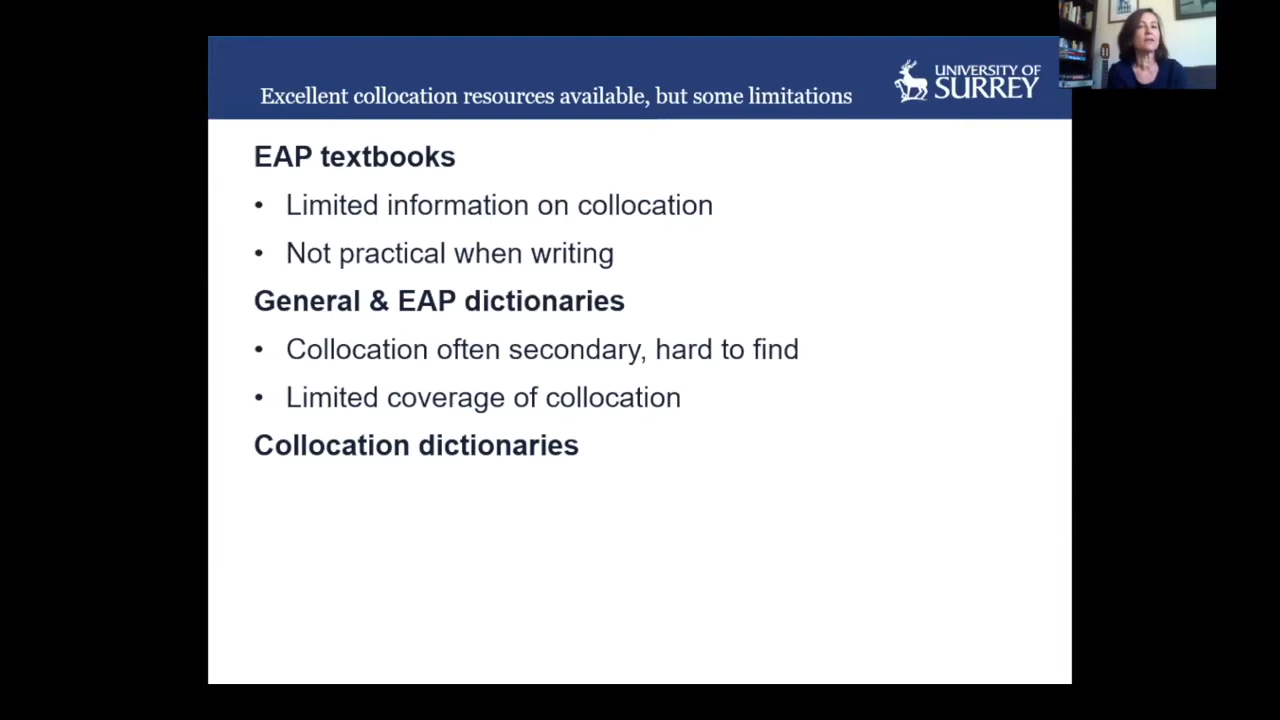 Excellent collocation resources available, but some limitations
UNIVERSITY OF
SURREY
EAP textbooks
• Limited information on collocation
• Not practical when writing
General & EAP dictionaries
• Collocation often secondary, hard to find
• Limited coverage of collocation
Collocation dictionaries